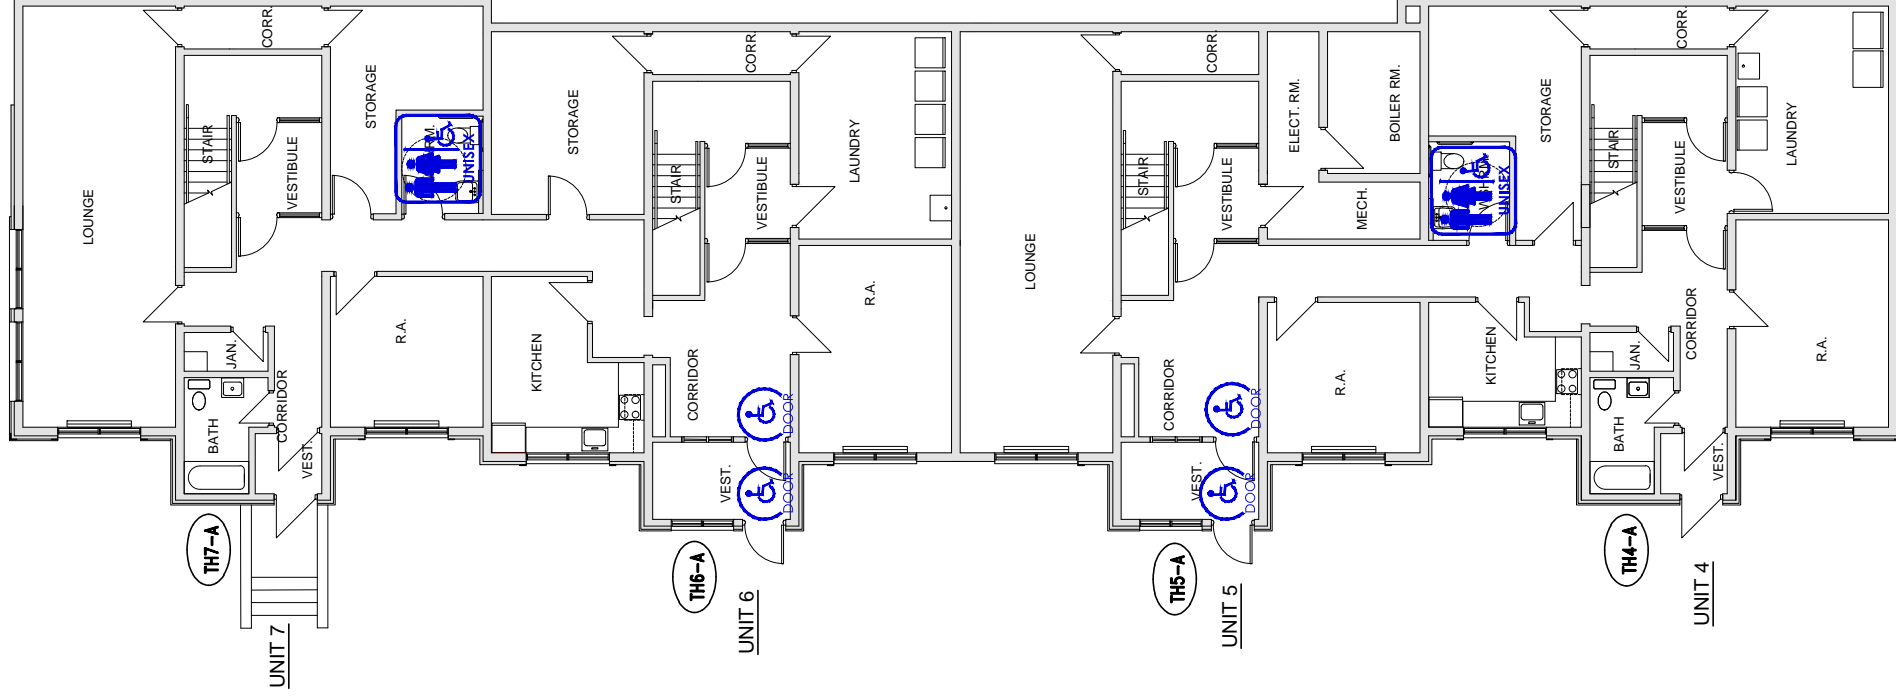 CORR.
STORAGE
STAIR
VESTIBULE
LOUNGE
UNISEX
JAN.
R.A.
BATH
CORRIDOR
VEST.
TH7-A
UNIT 7
STORAGE
CORR.
STAIR
VESTIBULE
LAUNDRY
KITCHEN
CORRIDOR
R.A.
DOOR
VEST.
DOOR
TH6-A
UNIT 6
LOUNGE
CORR.
STAIR
VESTIBULE
ELECT. RM.
BOILER RM.
MECH.
CORRIDOR
R.A.
DOOR
VEST.
DOOR
TH5-A
UNIT 5
UNISEX
STORAGE
CORR.
STAIR
VESTIBULE
LAUNDRY
KITCHEN
JAN.
CORRIDOR
R.A.
BATH
VEST.
TH4-A
UNIT 4